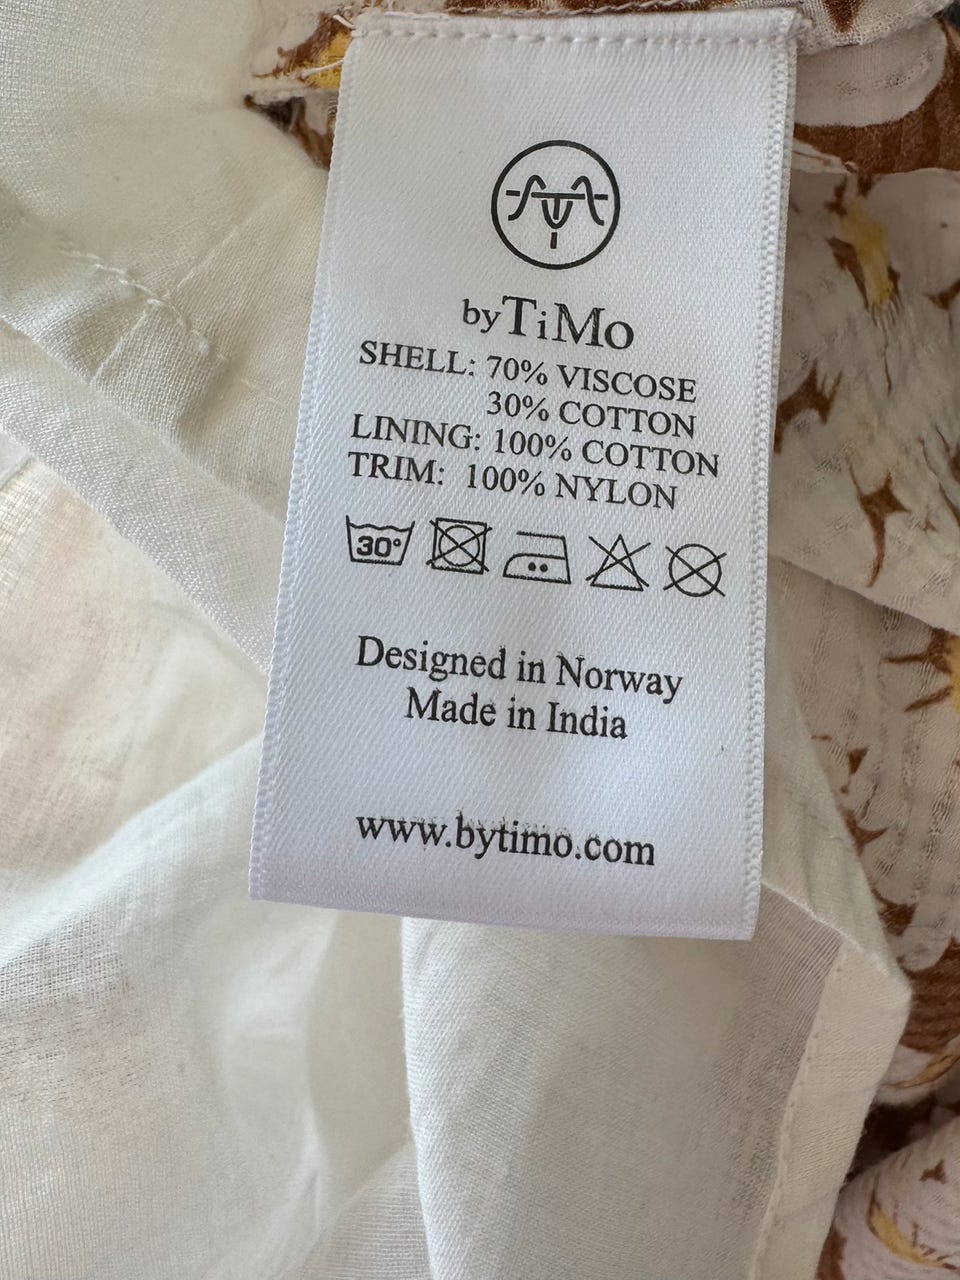 byTiMo
SHELL: 70% VISCOSE
30% COTTON
LINING: 100% COTTON
TRIM: 100% NYLON
30°
Designed in Norway
Made in India
www.bytimo.com